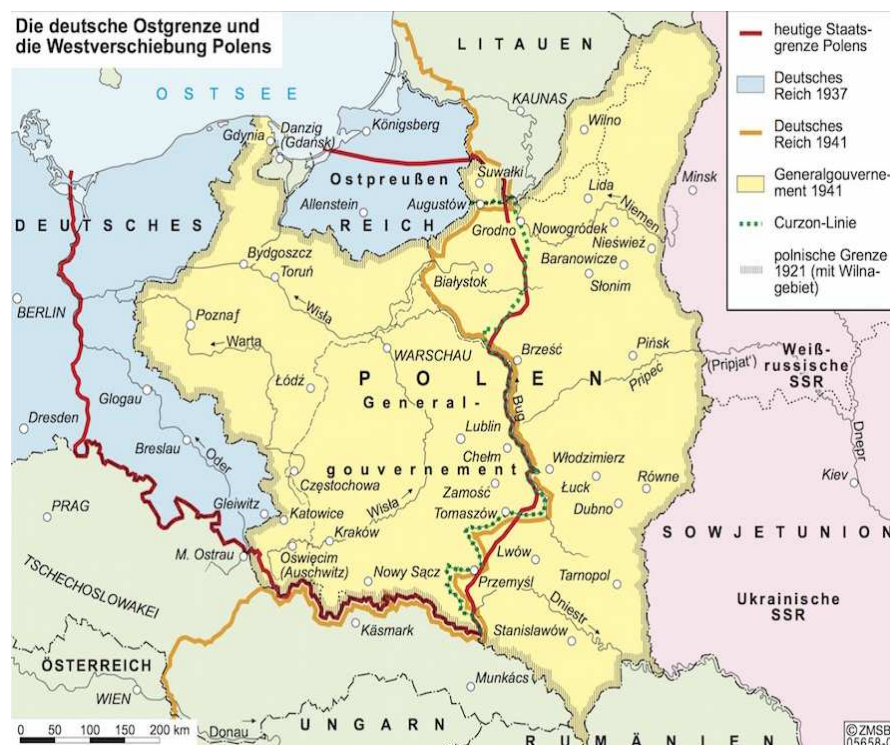 Die deutsche Ostgrenze und
die Westverschiebung Polens
heutige Staats-
grenze Polens
Deutsches
Reich 1937
Deutsches
Reich 1941
Generalgouverne-
ment 1941
Curzon-Linie
polnische Grenze
1921 (mit Wilna-
gebiet)
LITAUEN
OSTSEE
KAUNAS
Königsberg
Wilno
Gdynia
Danzig
(Gdańsk)
Suwałki
Minsk
Ostpreußen
Lida
Niemen
Allenstein
Augustów
DEUTSCHES
REICH
Grodno
Nowogródek
Nieśwież
Bydgoszcz
Baranowicze
Toruń
Białystok
Słonim
BERLIN
Poznaƒ
Wisła
Warta
WARSCHAU
Brześć
Pińsk
Weiß-
russische
SSR
(Pripjat')
Pripec
POLEN
Łódź
General-
Bug
Glogau
Dnepr
Dresden
Lublin
Breslau
Oder
Chełm
gouvernement
Włodzimierz
Kiev
Częstochowa
Zamość
Łuck
Równe
Gleiwitz
Wisła
Dubno
PRAG
Katowice
Tomaszów
SOWJETUNION
Kraków
M. Ostrau
Oświęcim
(Auschwitz)
Lwów
TSCHECHOSLOWAKEI
Nowy Sącz
Przemyśl
Tarnopol
Ukrainische
SSR
Dniestr
Käsmark
Stanisławów
ÖSTERREICH
WIEN
Munkács
0 50 100 150 200 km
Donau
UNGARN
RUMÄNIEN
©ZMSB
05658-0